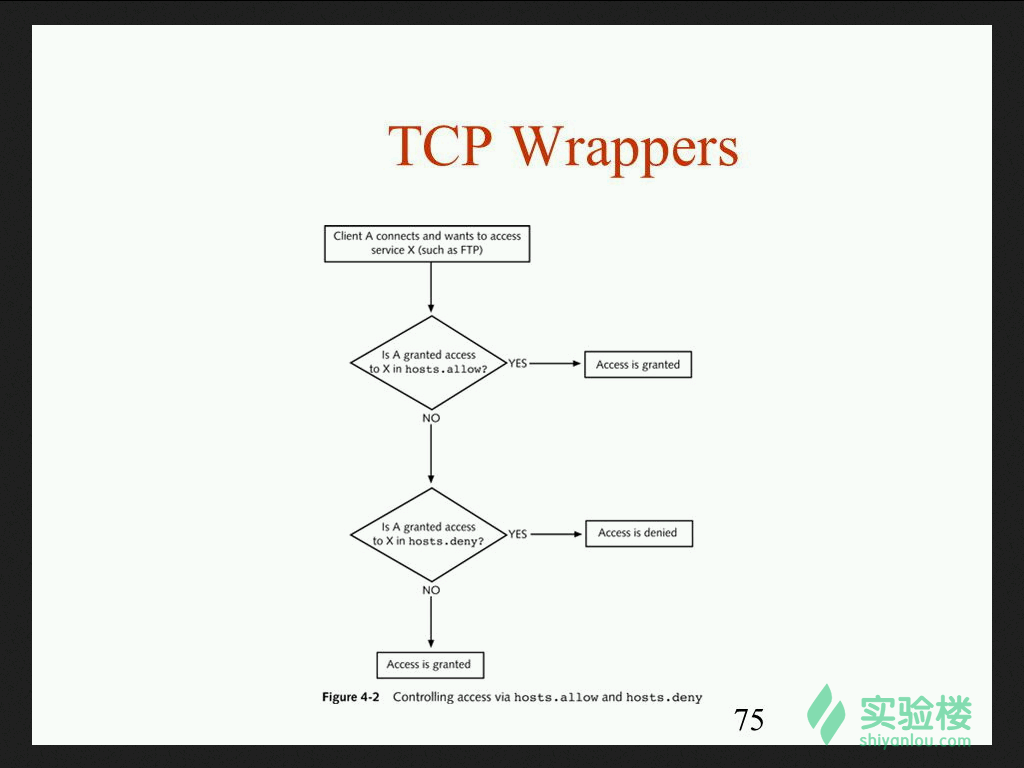 TCP Wrappers
Client A connects and wants to access
service X (such as FTP)
Is A granted access
to X in hosts.allow?
YES
Access is granted
NO
Is A granted access
to X in hosts.deny?
YES
Access is denied
NO
Access is granted
Figure 4-2 Controlling access via hosts.allow and hosts.deny
75
实验楼
shiyanlou.com